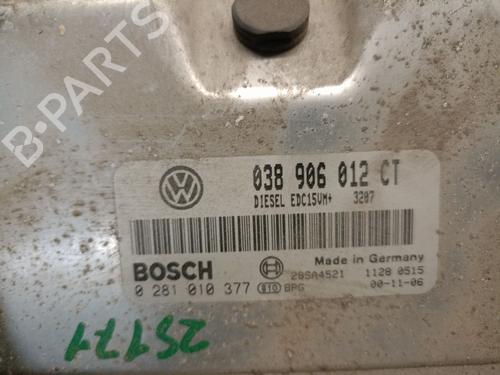 B-PARTS
038 906 012 CT
DIESEL EDC15VM+ 3207
Made in Germany
BOSCH
28SA4521 1128 0515
0 281 010 377 BPG 00-11-06
25171